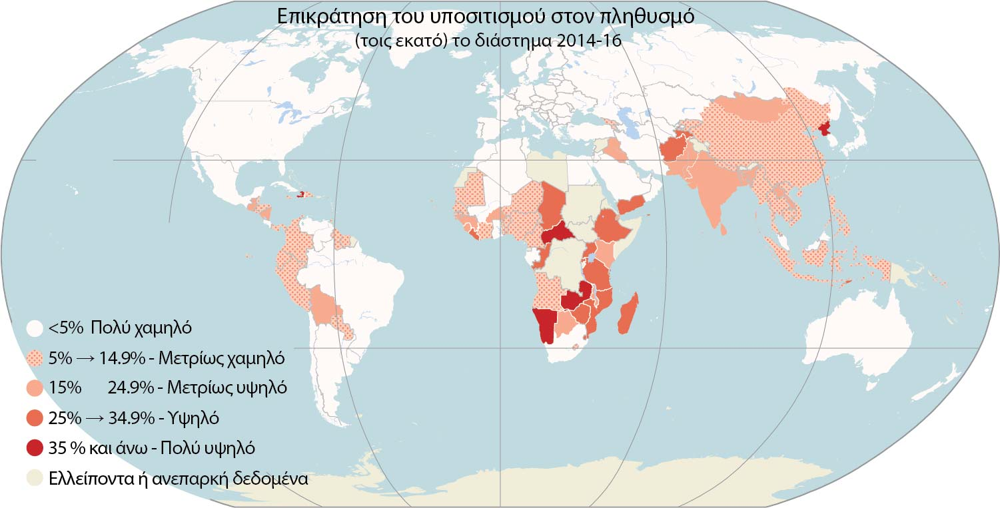 Επικράτηση του υποσιτισμού στον πληθυσμό
(τοις εκατό) το διάστημα 2014-16
<5% Πολύ χαμηλό
5% → 14.9% - Μετρίως χαμηλό
15% 24.9% - Μετρίως υψηλό
25% → 34.9% - Υψηλό
35 % και άνω - Πολύ υψηλό
Ελλείποντα ή ανεπαρκή δεδομένα